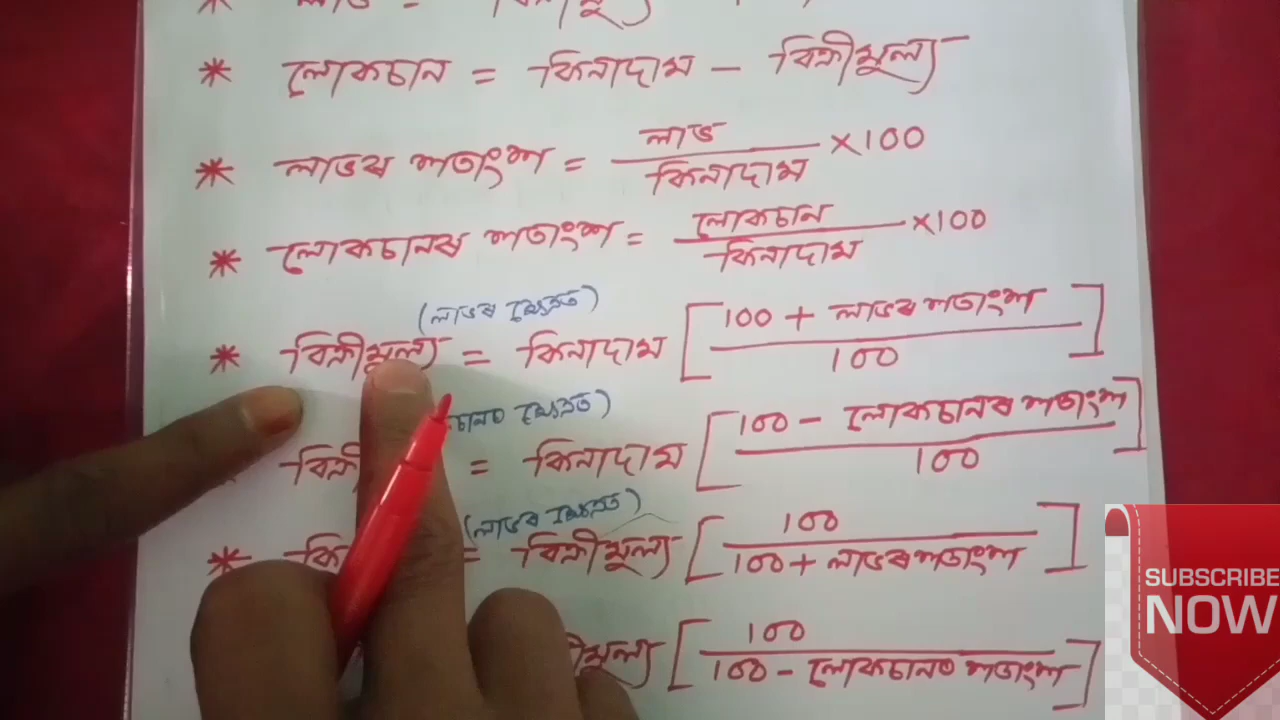 * লোকচান = কিনাদাম - বিক্ৰীমূল্য
* লাভৰ শতাংশ = লাভ / কিনাদাম ×100
* লোকচানৰ শতাংশ = লোকচান / কিনাদাম ×100
(লাভৰ ক্ষেত্ৰত)
* বিক্ৰীমূল্য = কিনাদাম [100 + লাভৰ শতাংশ / 100]
ক্ষেত্ৰত)
= কিনাদাম [100 - লোকচানৰ শতাংশ / 100]
(লাভৰ ক্ষেত্ৰত)
* = বিক্ৰীমূল্য [100 / 100 + লাভৰ শতাংশ]
[100 / 100 - লোকচানৰ শতাংশ]
SUBSCRIBE
NOW